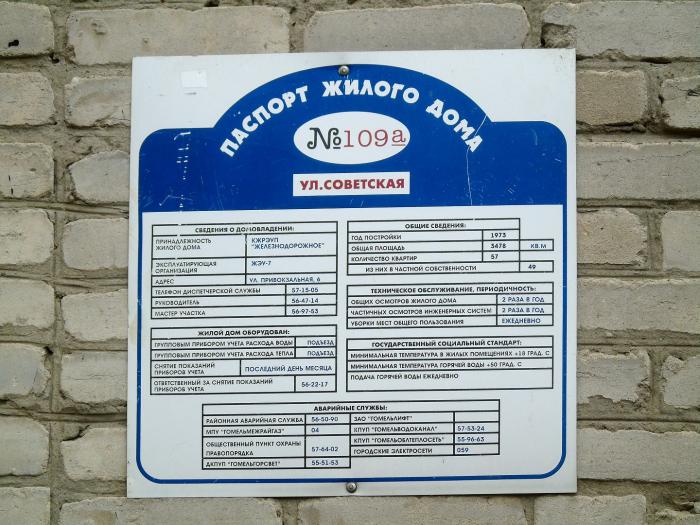 ПАСПОРТ ЖИЛОГО ДОМА
№109а
УЛ.СОВЕТСКАЯ
СВЕДЕНИЯ О ДОМОВЛАДЕНИИ:
ПРИНАДЛЕЖНОСТЬ ЖИЛОГО ДОМА КЖРЭУП "ЖЕЛЕЗНОДОРОЖНОЕ"
ЭКСПЛУАТИРУЮЩАЯ ОРГАНИЗАЦИЯ ЖЭУ-7
АДРЕС УЛ. ПРИВОКЗАЛЬНАЯ, 6
ТЕЛЕФОН ДИСПЕТЧЕРСКОЙ СЛУЖБЫ 57-15-05
РУКОВОДИТЕЛЬ 56-47-14
МАСТЕР УЧАСТКА 56-97-53
ЖИЛОЙ ДОМ ОБОРУДОВАН:
ГРУППОВЫМ ПРИБОРОМ УЧЕТА РАСХОДА ВОДЫ ПОДЪЕЗД
ГРУППОВЫМ ПРИБОРОМ УЧЕТА РАСХОДА ТЕПЛА ПОДЪЕЗД
СНЯТИЕ ПОКАЗАНИЙ ПРИБОРОВ УЧЕТА ПОСЛЕДНИЙ ДЕНЬ МЕСЯЦА
ОТВЕТСТВЕННЫЙ ЗА СНЯТИЕ ПОКАЗАНИЙ ПРИБОРОВ УЧЕТА 56-22-17
ОБЩИЕ СВЕДЕНИЯ:
ГОД ПОСТРОЙКИ 1973
ОБЩАЯ ПЛОЩАДЬ 3478 КВ.М
КОЛИЧЕСТВО КВАРТИР 57
ИЗ НИХ В ЧАСТНОЙ СОБСТВЕННОСТИ 49
ТЕХНИЧЕСКОЕ ОБСЛУЖИВАНИЕ, ПЕРИОДИЧНОСТЬ:
ОБЩИХ ОСМОТРОВ ЖИЛОГО ДОМА 2 РАЗА В ГОД
ЧАСТИЧНЫХ ОСМОТРОВ ИНЖЕНЕРНЫХ СИСТЕМ 2 РАЗА В ГОД
УБОРКИ МЕСТ ОБЩЕГО ПОЛЬЗОВАНИЯ ЕЖЕДНЕВНО
ГОСУДАРСТВЕННЫЙ СОЦИАЛЬНЫЙ СТАНДАРТ:
МИНИМАЛЬНАЯ ТЕМПЕРАТУРА В ЖИЛЫХ ПОМЕЩЕНИЯХ +18 ГРАД. С
МИНИМАЛЬНАЯ ТЕМПЕРАТУРА ГОРЯЧЕЙ ВОДЫ +50 ГРАД. С
ПОДАЧА ГОРЯЧЕЙ ВОДЫ ЕЖЕДНЕВНО
АВАРИЙНЫЕ СЛУЖБЫ:
РАЙОННАЯ АВАРИЙНАЯ СЛУЖБА 56-50-90
МПУ "ГОМЕЛЬМЕЖРАЙГАЗ" 04
ОБЩЕСТВЕННЫЙ ПУНКТ ОХРАНЫ ПРАВОПОРЯДКА 57-64-02
ДКПУП "ГОМЕЛЬГОРСВЕТ" 55-51-53
ЗАО "ГОМЕЛЬЛИФТ"
КПУП "ГОМЕЛЬВОДОКАНАЛ" 57-53-24
КПУП "ГОМЕЛЬОБЛТЕПЛОСЕТЬ" 55-96-63
ГОРОДСКИЕ ЭЛЕКТРОСЕТИ 059